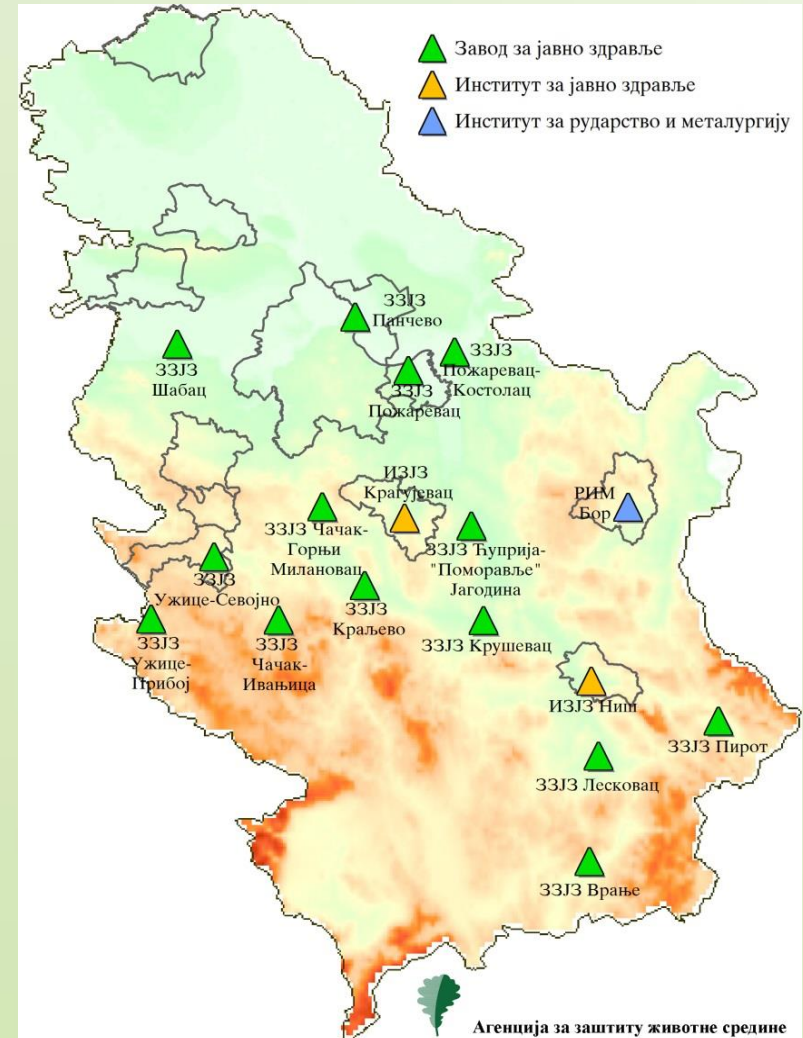 Завод за јавно здравље
Институт за јавно здравље
Институт за рударство и металургију
ЗЗЈЗ
Панчево
ЗЗЈЗ
Шабац
ЗЗЈЗ
Пожаревац-
Костолац
ЗЗЈЗ
Пожаревац
ИЗЈЗ
Крагујевац
РИМ
Бор
ЗЗЈЗ Чачак-
Горњи
Милановац
ЗЗЈЗ Ћуприја-
"Поморавље"
Јагодина
ЗЗЈЗ
Ужице-Севојно
ЗЗЈЗ
Краљево
ЗЗЈЗ
Ужице-
Прибој
ЗЗЈЗ
Чачак-
Ивањица
ЗЗЈЗ Крушевац
ИЗЈЗ Ниш
ЗЗЈЗ Пирот
ЗЗЈЗ Лесковац
ЗЗЈЗ Врање
Агенција за заштиту животне средине